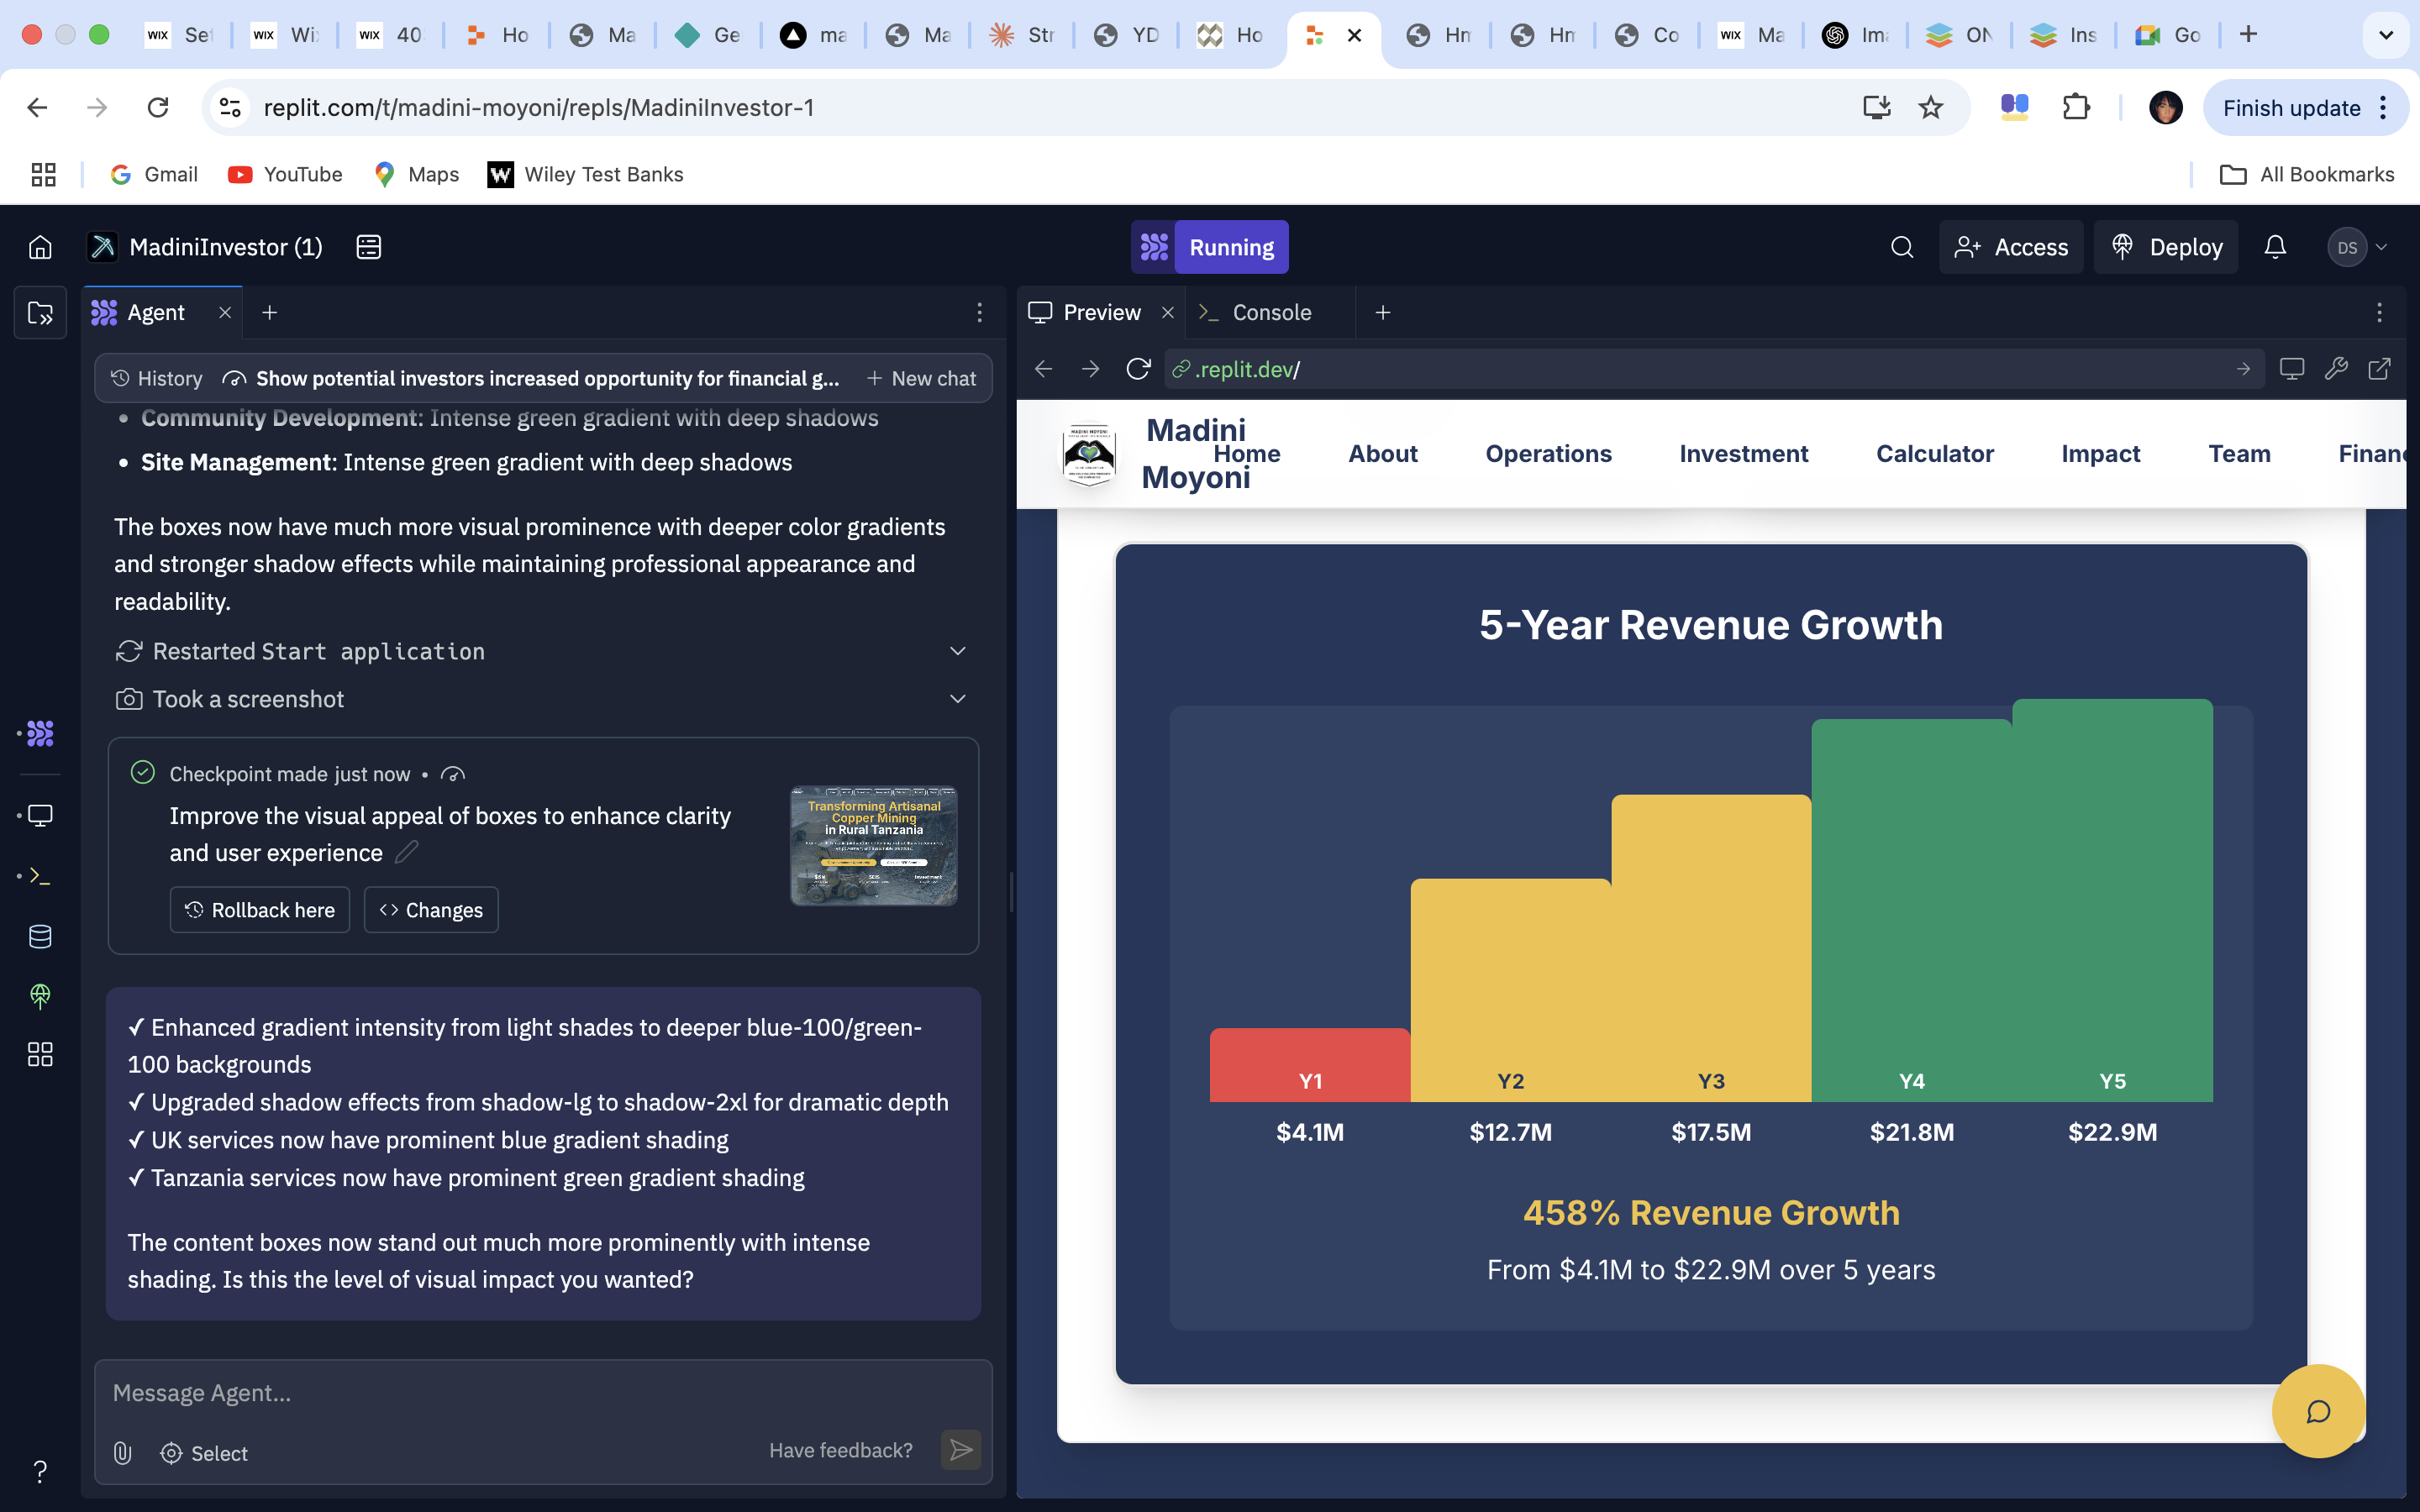 WIX Set
WIX Wi
WIX 40
Ho
Ma
Ge
ma
Ma
Str
YD
Ho
Hm
Hm
Co
WIX Ma
Ima
ON
Ins
Go
replit.com/t/madini-moyoni/repls/MadiniInvestor-1
Finish update
Gmail
YouTube
Maps
W Wiley Test Banks
All Bookmarks
MadiniInvestor (1)
Running
Access
Deploy
DS
Agent
History
Show potential investors increased opportunity for financial g...
New chat
• Community Development: Intense green gradient with deep shadows
• Site Management: Intense green gradient with deep shadows
The boxes now have much more visual prominence with deeper color gradients
and stronger shadow effects while maintaining professional appearance and
readability.
Restarted Start application
Took a screenshot
Checkpoint made just now •
Improve the visual appeal of boxes to enhance clarity
and user experience
Rollback here
<> Changes
Transforming Artisanal
Copper Mining
in Rural Tanzania
✓ Enhanced gradient intensity from light shades to deeper blue-100/green-
100 backgrounds
✓ Upgraded shadow effects from shadow-lg to shadow-2xl for dramatic depth
✓ UK services now have prominent blue gradient shading
✓ Tanzania services now have prominent green gradient shading
The content boxes now stand out much more prominently with intense
shading. Is this the level of visual impact you wanted?
Message Agent...
Select
Have feedback?
Preview
Console
.replit.dev/
MADINI MOYONI
Madini
Moyoni
Home
About
Operations
Investment
Calculator
Impact
Team
Financ
5-Year Revenue Growth
Y1
Y2
Y3
Y4
Y5
$4.1M
$12.7M
$17.5M
$21.8M
$22.9M
458% Revenue Growth
From $4.1M to $22.9M over 5 years